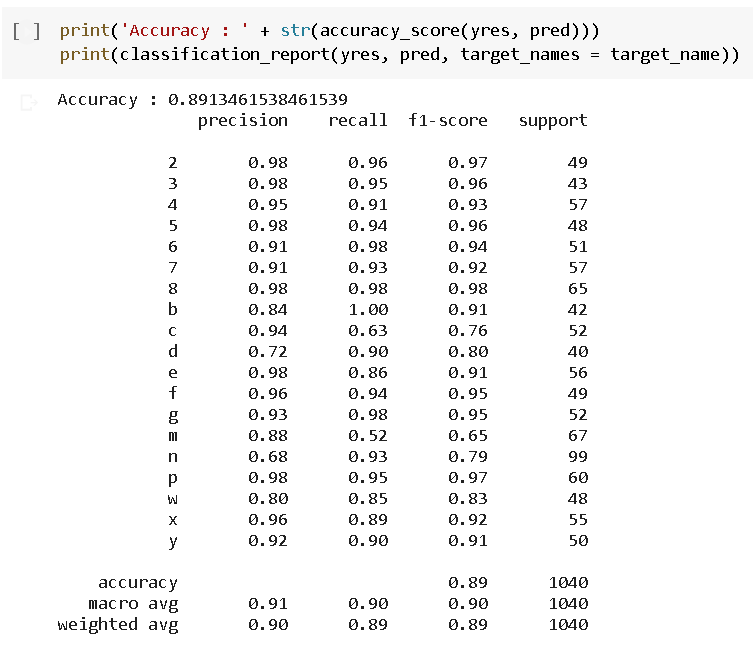 [ ] print('Accuracy : ' + str(accuracy_score(yres, pred)))
print(classification_report(yres, pred, target_names = target_name))
Accuracy : 0.8913461538461539
precision recall f1-score support
2 0.98 0.96 0.97 49
3 0.98 0.95 0.96 43
4 0.95 0.91 0.93 57
5 0.98 0.94 0.96 48
6 0.91 0.98 0.94 51
7 0.91 0.93 0.92 57
8 0.98 0.98 0.98 65
b 0.84 1.00 0.91 42
c 0.94 0.63 0.76 52
d 0.72 0.90 0.80 40
e 0.98 0.86 0.91 56
f 0.96 0.94 0.95 49
g 0.93 0.98 0.95 52
m 0.88 0.52 0.65 67
n 0.68 0.93 0.79 99
p 0.98 0.95 0.97 60
w 0.80 0.85 0.83 48
x 0.96 0.89 0.92 55
y 0.92 0.90 0.91 50
accuracy 0.89 1040
macro avg 0.91 0.90 0.90 1040
weighted avg 0.90 0.89 0.89 1040